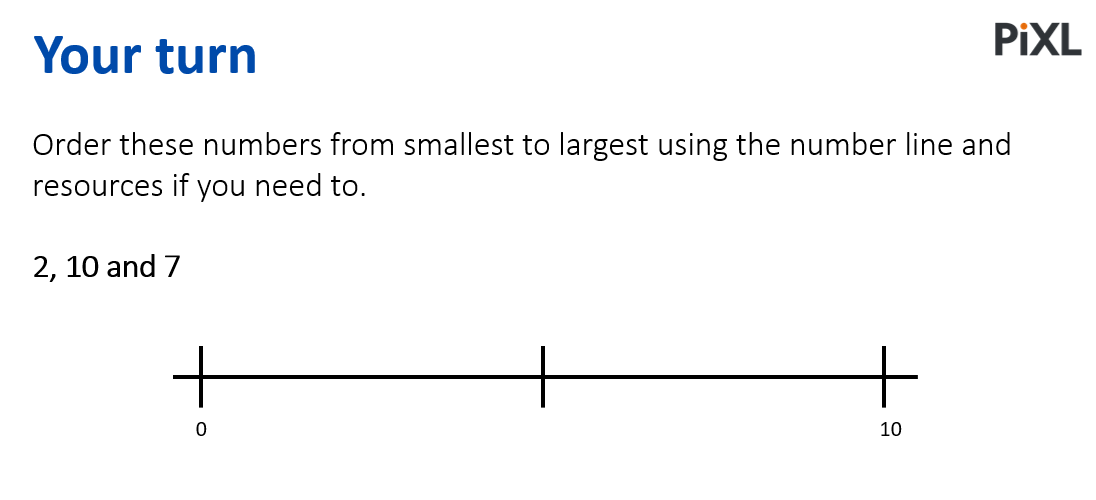 Your turn
PiXL
Order these numbers from smallest to largest using the number line and
resources if you need to.
2, 10 and 7
0
10